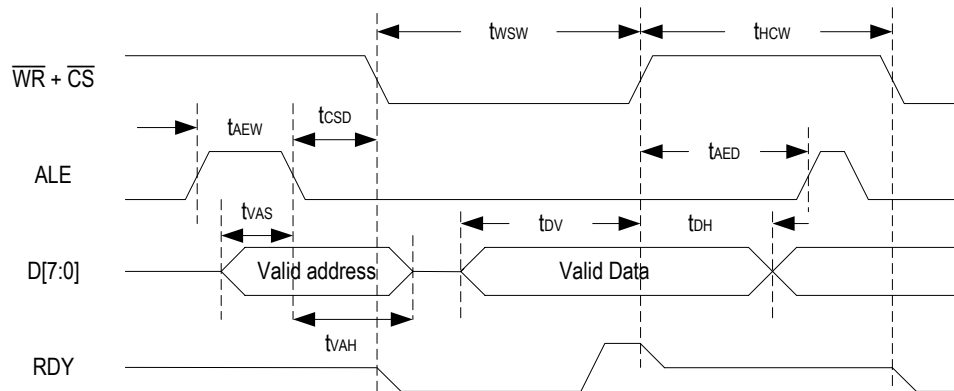 tWSW tHCW
WR + CS
tAEW tCSD
tAED
ALE
tVAS
tDV tDH
D[7:0] Valid address Valid Data
tVAH
RDY